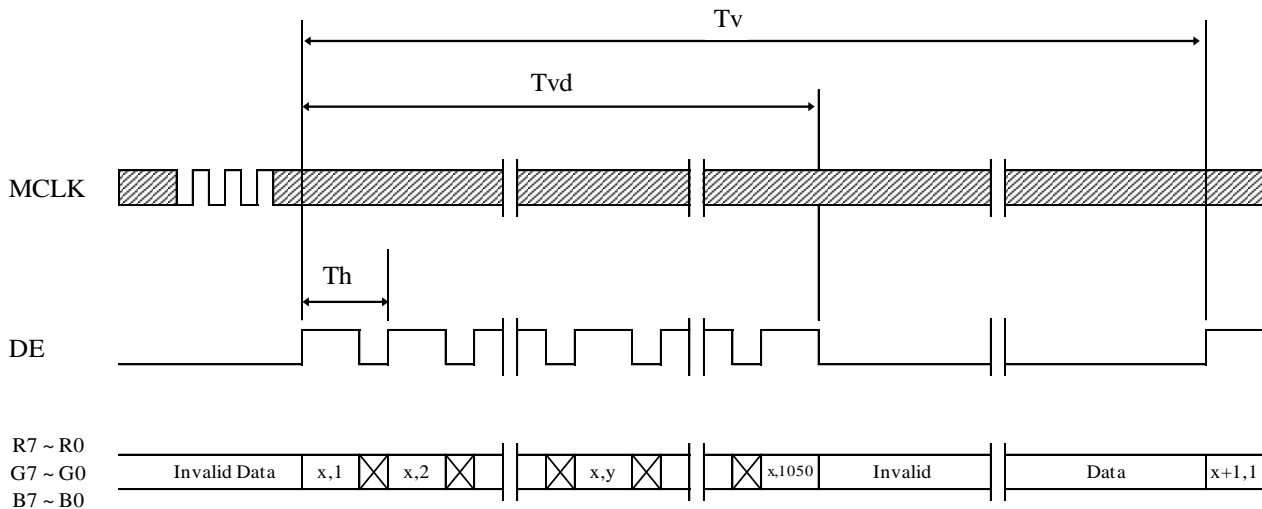 Tv
Tvd
MCLK
Th
DE
R7 ~ R0
G7 ~ G0
B7 ~ B0
Invalid Data x,1 x,2 x,y x,1050 Invalid Data x+1,1